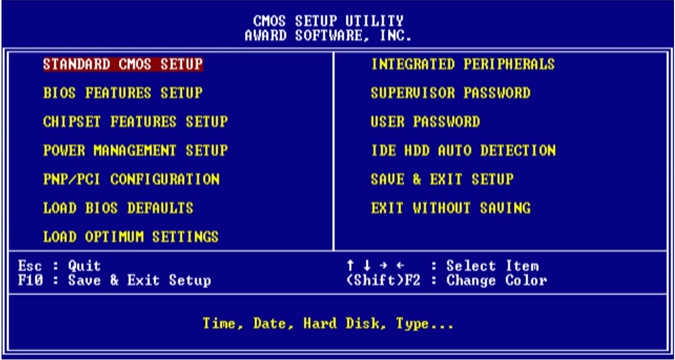 CMOS SETUP UTILITY
AWARD SOFTWARE, INC.
STANDARD CMOS SETUP
BIOS FEATURES SETUP
CHIPSET FEATURES SETUP
POWER MANAGEMENT SETUP
PNP/PCI CONFIGURATION
LOAD BIOS DEFAULTS
LOAD OPTIMUM SETTINGS
INTEGRATED PERIPHERALS
SUPERVISOR PASSWORD
USER PASSWORD
IDE HDD AUTO DETECTION
SAVE & EXIT SETUP
EXIT WITHOUT SAVING
Esc : Quit
F10 : Save & Exit Setup
↑ ↓ → ← : Select Item
(Shift)F2 : Change Color
Time, Date, Hard Disk, Type...